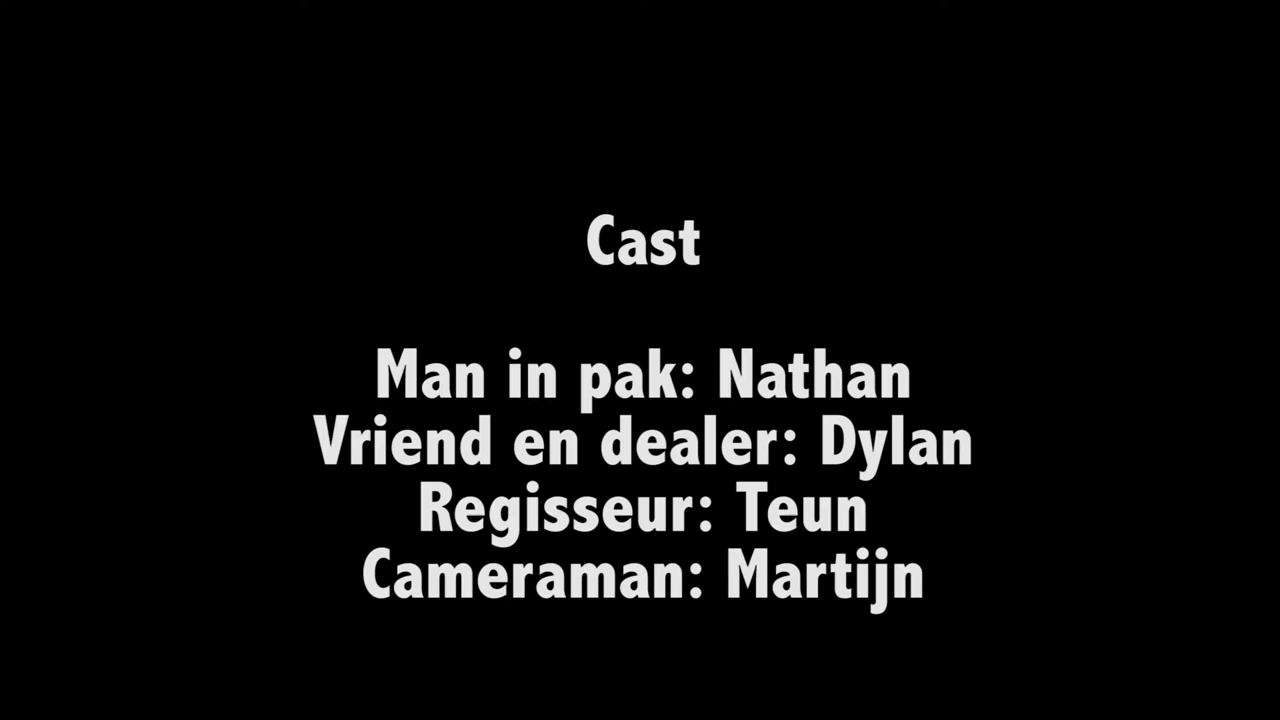 Cast
Man in pak: Nathan
Vriend en dealer: Dylan
Regisseur: Teun
Cameraman: Martijn